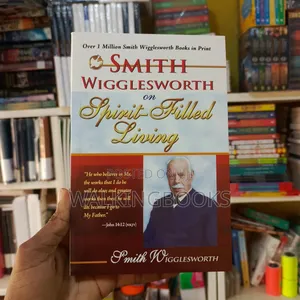 Over 1 Million Smith Wigglesworth Books in Print
SMITH
WIGGLESWORTH
on
Spirit-Filled
Living
"He who believes in Me,
the works that I do he
will do also; and greater
works than these he will
do, because I go to
My Father."
—John 14:12 (NKJV)
WALKINGBOOKS
Smith Wigglesworth